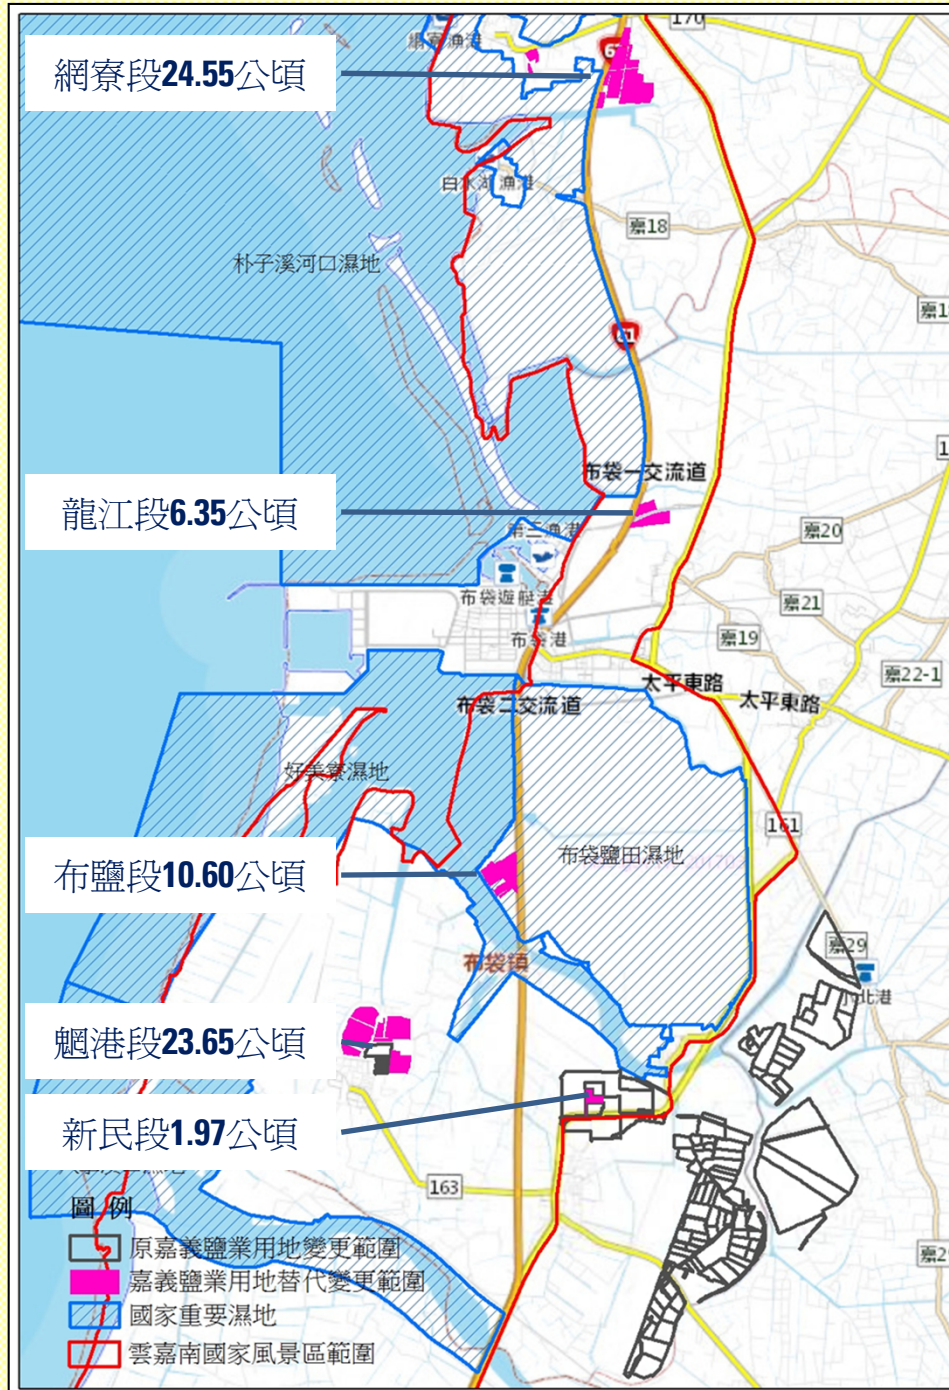 170
網寮漁港
61
網寮段24.55公頃
白水湖漁港
嘉18
朴子溪河口濕地
61
布袋一交流道
龍江段6.35公頃
第三漁港
嘉20
布袋遊艇港
嘉21
布袋港
嘉19
太平東路
嘉22-1
布袋二交流道
太平東路
好美寮濕地
161
布袋鹽田濕地
布鹽段10.60公頃
嘉29
布袋鎮
魍港段23.65公頃
新民段1.97公頃
163
圖 例
原嘉義鹽業用地變更範圍
嘉義鹽業用地替代變更範圍
國家重要濕地
雲嘉南國家風景區範圍